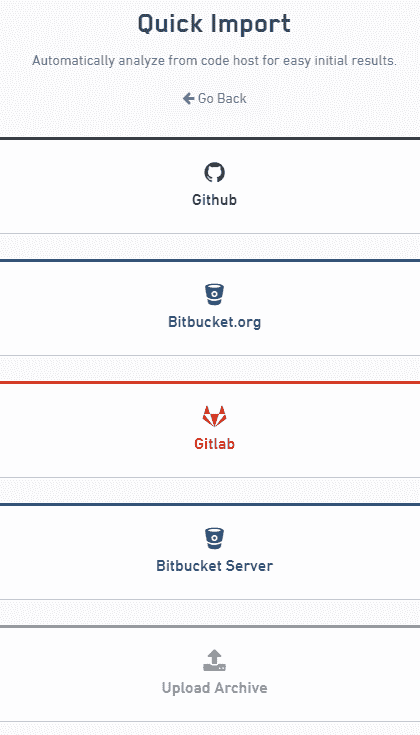 Quick Import
Automatically analyze from code host for easy initial results.
Go Back
Github
Bitbucket.org
Gitlab
Bitbucket Server
Upload Archive